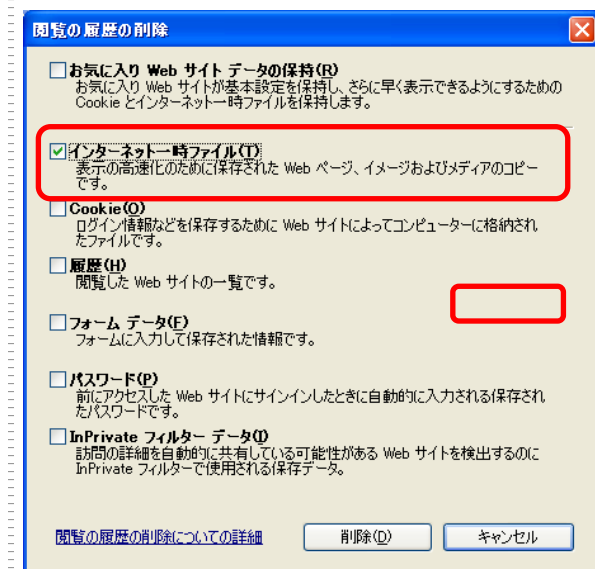 閲覧の履歴の削除
お気に入り Web サイト データの保持(R)
お気に入り Web サイトが基本設定を保持し、さらに早く表示できるようにするための
Cookie とインターネット一時ファイルを保持します。
インターネット一時ファイル(T)
表示の高速化のために保存された Web ページ、イメージおよびメディアのコピー
です。
Cookie(O)
ログイン情報などを保存するために Web サイトによってコンピューターに格納され
たファイルです。
履歴(H)
閲覧した Web サイトの一覧です。
フォーム データ(F)
フォームに入力して保存された情報です。
パスワード(P)
前にアクセスした Web サイトにサインインしたときに自動的に入力される保存され
たパスワードです。
InPrivate フィルター データ(I)
訪問の詳細を自動的に共有している可能性がある Web サイトを検出するのに
InPrivate フィルターで使用される保存データ。
閲覧の履歴の削除についての詳細 削除(D) キャンセル